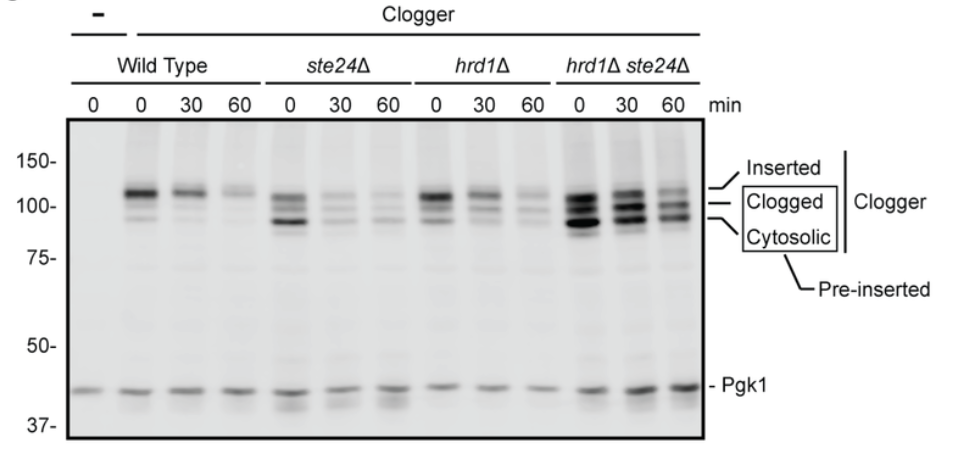 - Clogger
Wild Type ste24Δ hrd1Δ hrd1Δ ste24Δ
0 0 30 60 0 30 60 0 30 60 0 30 60 min
150-
100-
75-
50-
37-
Inserted
Clogged
Cytosolic
Clogger
Pre-inserted
- Pgk1